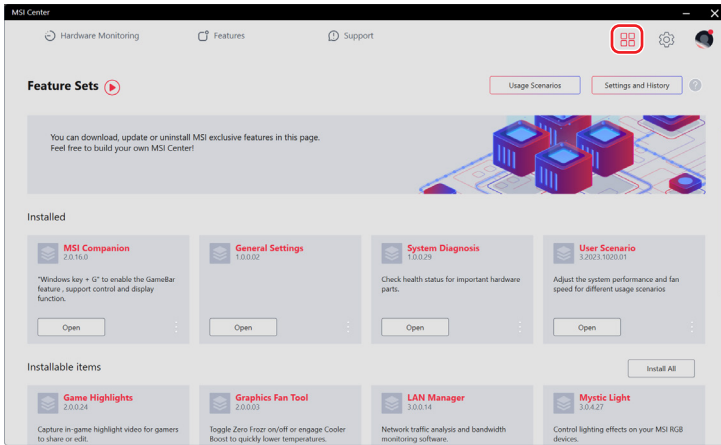 MSI Center
Hardware Monitoring
Features
Support
Feature Sets
Usage Scenarios
Settings and History
?
You can download, update or uninstall MSI exclusive features in this page.
Feel free to build your own MSI Center!
Installed
MSI Companion
2.0.16.0
"Windows key + G" to enable the GameBar
feature , support control and display
function.
Open
General Settings
1.0.0.02
Open
System Diagnosis
1.0.0.29
Check health status for important hardware
parts.
Open
User Scenario
3.2023.1020.01
Adjust the system performance and fan
speed for different usage scenarios
Open
Installable items
Install All
Game Highlights
2.0.0.24
Capture in-game highlight video for gamers
to share or edit.
Graphics Fan Tool
2.0.0.03
Toggle Zero Frozr on/off or engage Cooler
Boost to quickly lower temperatures.
LAN Manager
3.0.0.14
Network traffic analysis and bandwidth
monitoring software.
Mystic Light
3.0.4.27
Control lighting effects on your MSI RGB
devices.